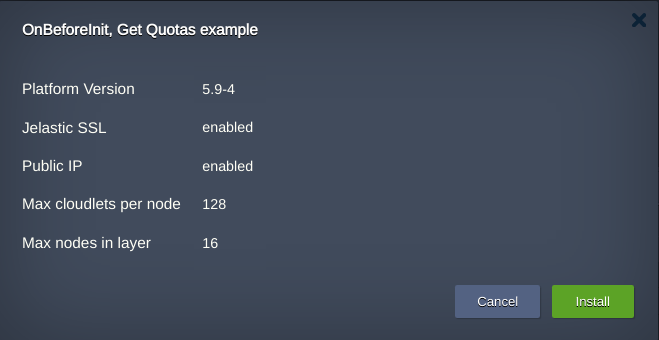 OnBeforeInit, Get Quotas example
Platform Version 5.9-4
Jelastic SSL enabled
Public IP enabled
Max cloudlets per node 128
Max nodes in layer 16
Cancel Install